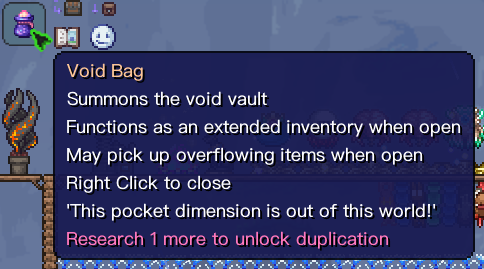 Void Bag
Summons the void vault
Functions as an extended inventory when open
May pick up overflowing items when open
Right Click to close
'This pocket dimension is out of this world!'
Research 1 more to unlock duplication